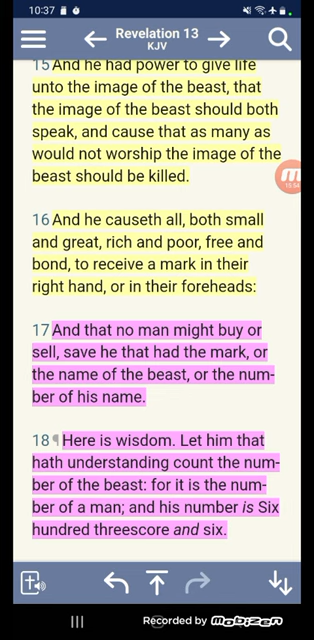 10:37
Revelation 13
KJV
15 And he had power to give life
unto the image of the beast, that
the image of the beast should both
speak, and cause that as many as
would not worship the image of the
beast should be killed.
15:54
16 And he causeth all, both small
and great, rich and poor, free and
bond, to receive a mark in their
right hand, or in their foreheads:
17 And that no man might buy or
sell, save he that had the mark, or
the name of the beast, or the num-
ber of his name.
18 ¶ Here is wisdom. Let him that
hath understanding count the num-
ber of the beast: for it is the num-
ber of a man; and his number is Six
hundred threescore and six.
Recorded by mobizen